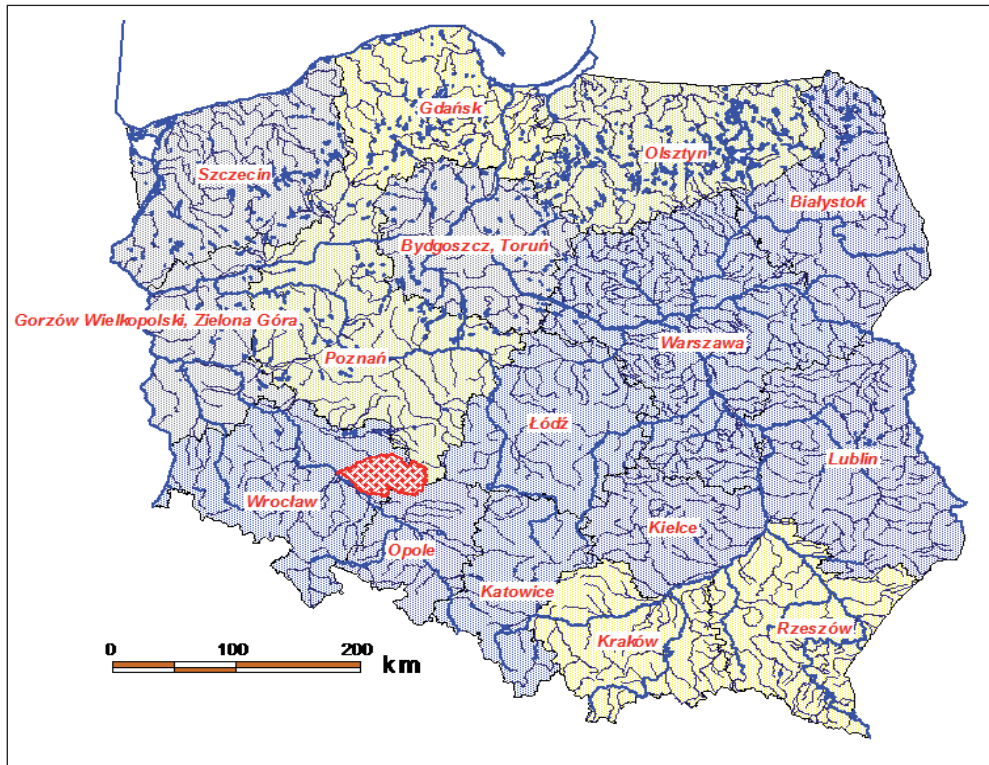 Gdańsk
Olsztyn
Szczecin
Białystok
Bydgoszcz, Toruń
Gorzów Wielkopolski, Zielona Góra
Warszawa
Poznań
Łódź
Lublin
Wrocław
Kielce
Opole
Katowice
Rzeszów
Kraków
0 100 200
km